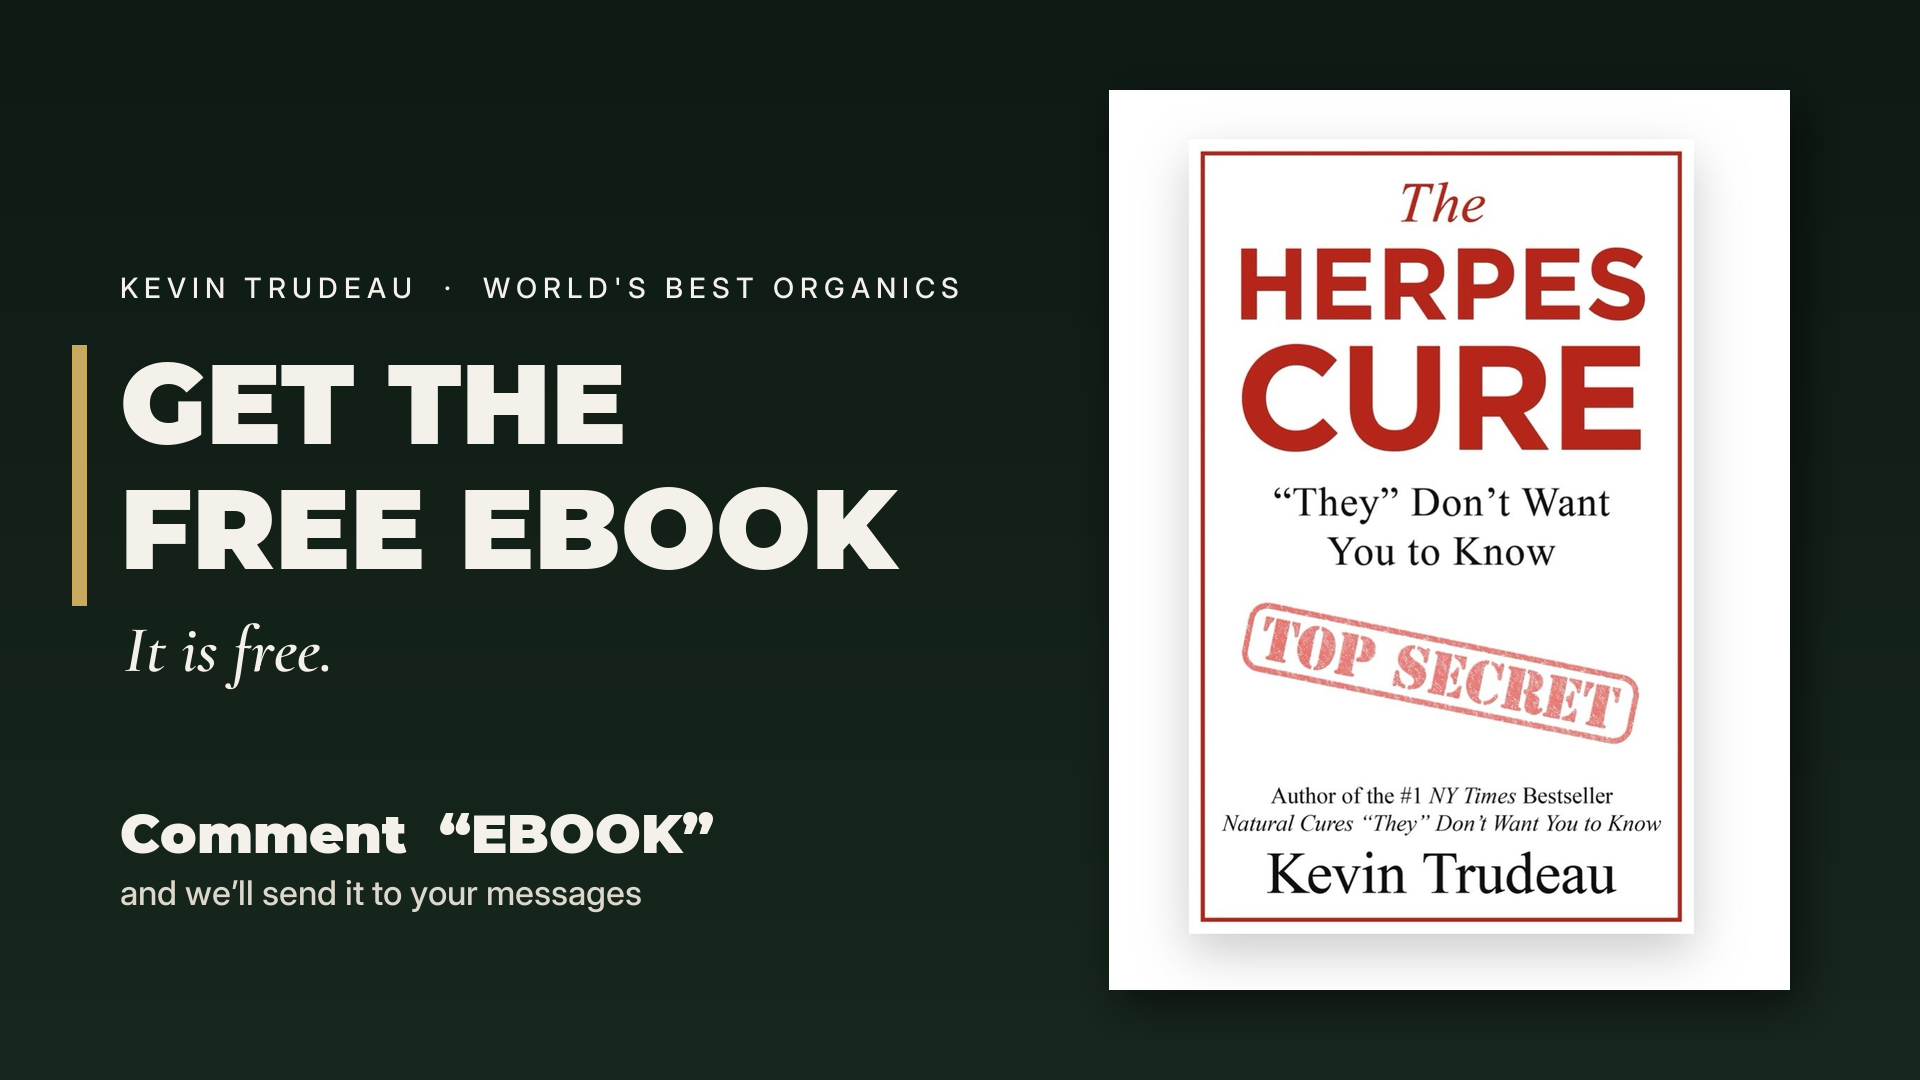 KEVIN TRUDEAU · WORLD'S BEST ORGANICS
GET THE
FREE EBOOK
It is free.
Comment “EBOOK”
and we’ll send it to your messages
The
HERPES
CURE
“They” Don’t Want
You to Know
TOP SECRET
Author of the #1 NY Times Bestseller
Natural Cures “They” Don’t Want You to Know
Kevin Trudeau